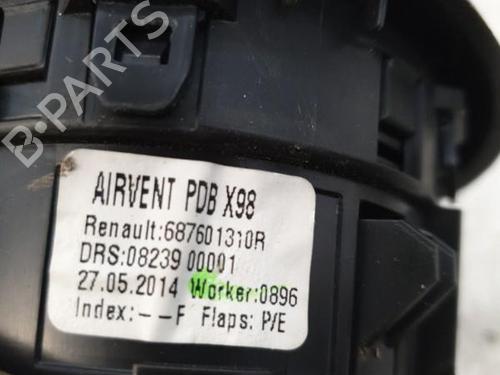 B-PARTS
AIRVENT PDB X98
Renault:687601310R
DRS:08239 00001
27.05.2014 Worker:0896
Index:--F Flaps: P/E